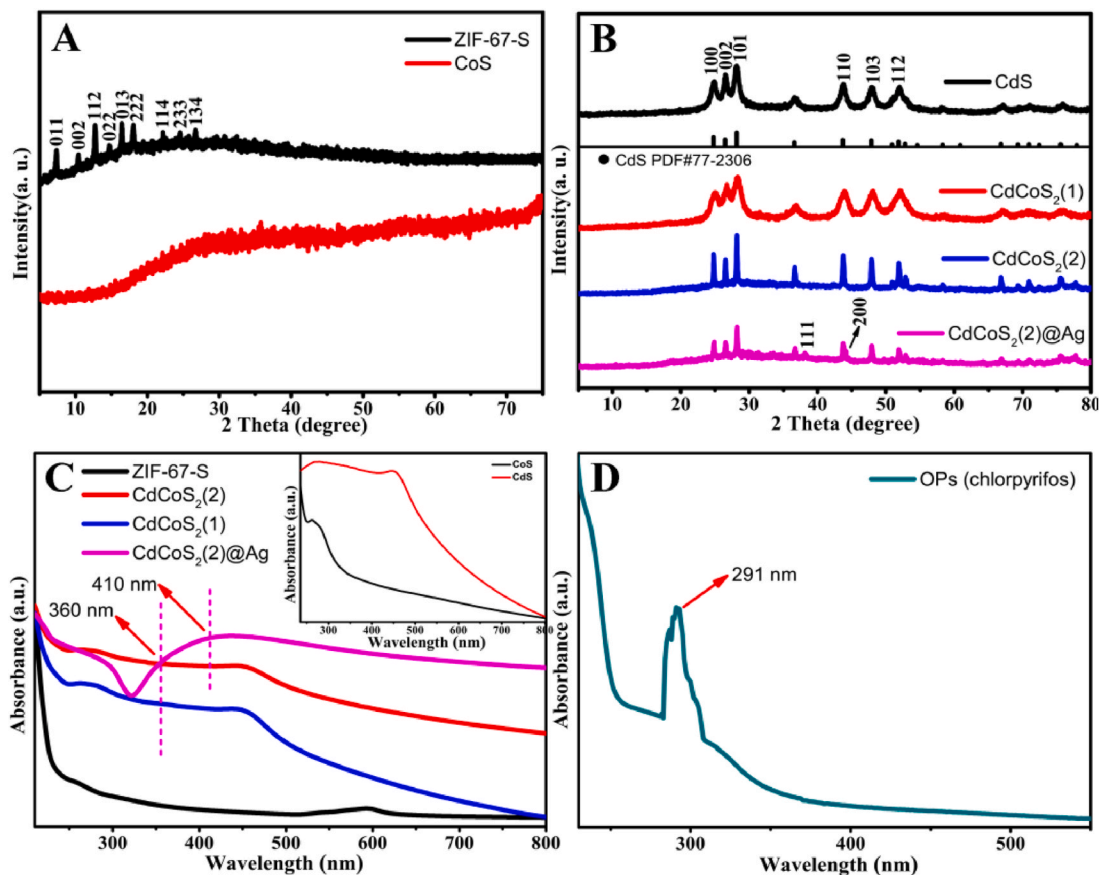 A
ZIF-67-S
CoS
011
002
112
022
013
222
114
233
134
Intensity(a. u.)
10 20 30 40 50 60 70
2 Theta (degree)
B
100
002
101
110
103
112
CdS
CdS PDF#77-2306
CdCoS2(1)
CdCoS2(2)
111
200
CdCoS2(2)@Ag
Intensity(a. u.)
10 20 30 40 50 60 70 80
2 Theta (degree)
C
ZIF-67-S
CdCoS2(2)
CdCoS2(1)
CdCoS2(2)@Ag
410 nm
360 nm
CoS
CdS
Absorbance (a.u.)
300 400 500 600 700 800
Wavelength (nm)
Absorbance (a.u.)
300 400 500 600 700 800
Wavelength (nm)
D
OPs (chlorpyrifos)
291 nm
Absorbance (a.u.)
300 400 500
Wavelength (nm)